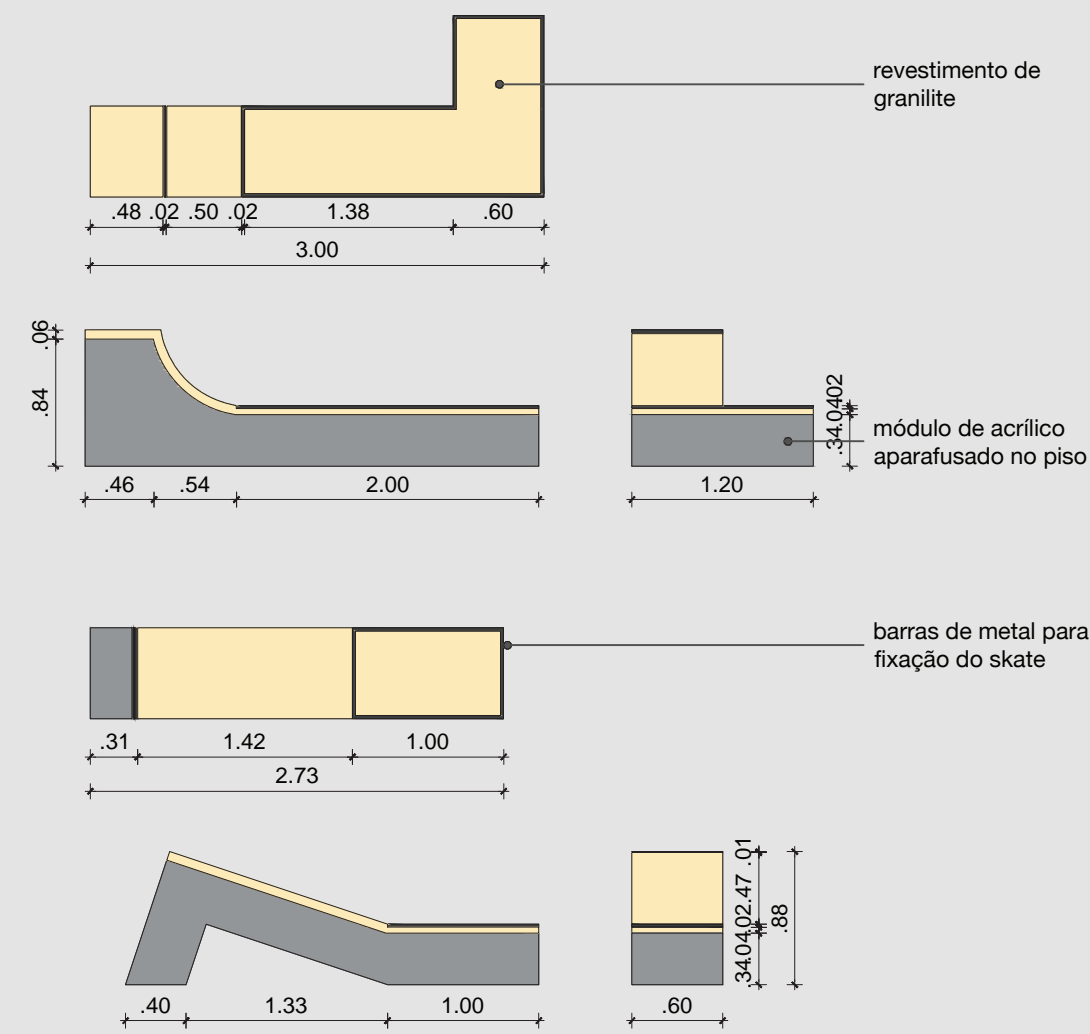 revestimento de
granilite
.48 .02 .50 .02 1.38 .60
3.00
.06
.84
.34.0402
módulo de acrílico
aparafusado no piso
.46 .54 2.00 1.20
barras de metal para
fixação do skate
.31 1.42 1.00
2.73
.34.04.02.47 .01
.88
.40 1.33 1.00 .60